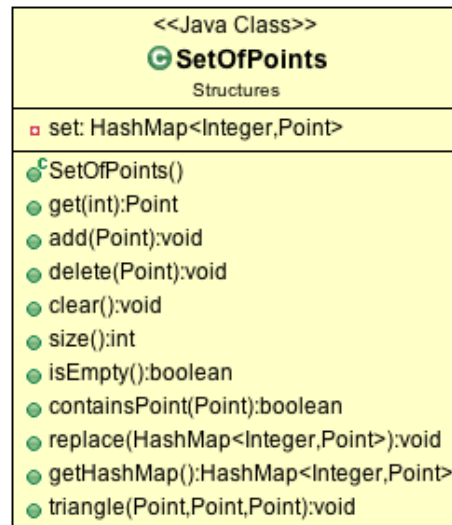 <<Java Class>>
C SetOfPoints
Structures
set: HashMap<Integer,Point>
C SetOfPoints()
get(int):Point
add(Point):void
delete(Point):void
clear():void
size():int
isEmpty():boolean
containsPoint(Point):boolean
replace(HashMap<Integer,Point>):void
getHashMap():HashMap<Integer,Point>
triangle(Point,Point,Point):void